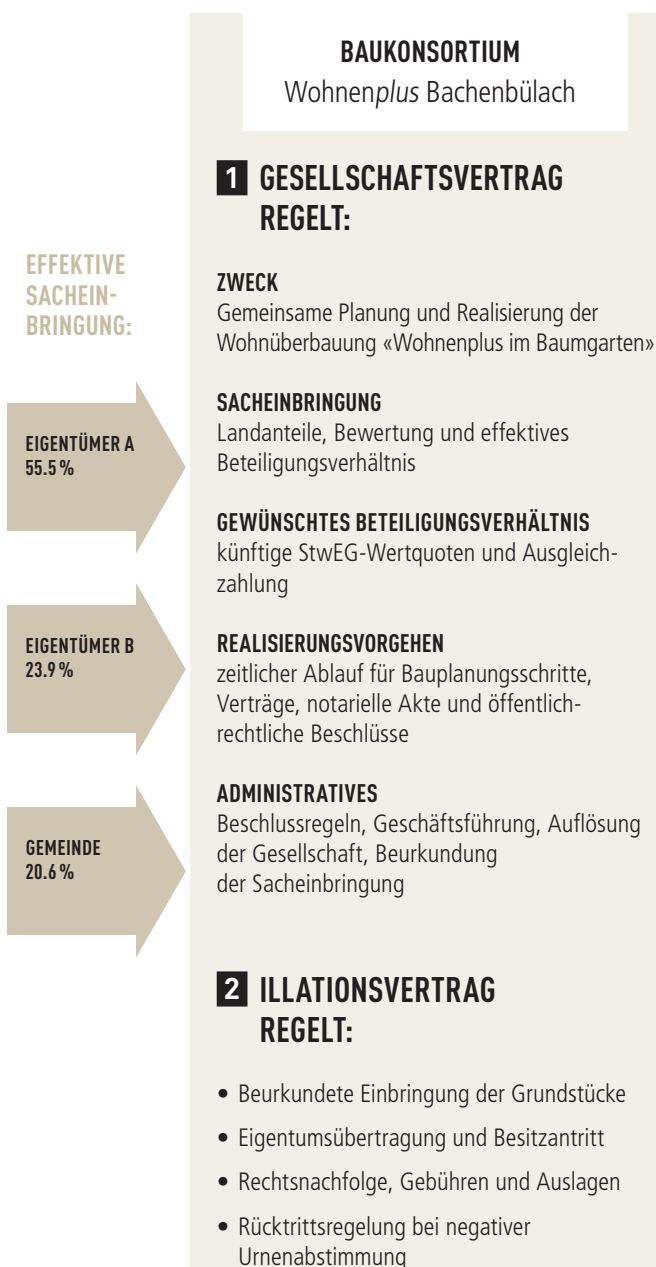 BAUKONSORTIUM
Wohnenplus Bachenbülach
1 GESELLSCHAFTSVERTRAG
REGELT:
EFFEKTIVE
SACHEIN-
BRINGUNG:
EIGENTÜMER A
55.5 %
EIGENTÜMER B
23.9 %
GEMEINDE
20.6 %
ZWECK
Gemeinsame Planung und Realisierung der
Wohnüberbauung «Wohnenplus im Baumgarten»
SACHEINBRINGUNG
Landanteile, Bewertung und effektives
Beteiligungsverhältnis
GEWÜNSCHTES BETEILIGUNGSVERHÄLTNIS
künftige StwEG-Wertquoten und Ausgleich-
zahlung
REALISIERUNGSVORGEHEN
zeitlicher Ablauf für Bauplanungsschritte,
Verträge, notarielle Akte und öffentlich-
rechtliche Beschlüsse
ADMINISTRATIVES
Beschlussregeln, Geschäftsführung, Auflösung
der Gesellschaft, Beurkundung
der Sacheinbringung
2 ILLATIONSVERTRAG
REGELT:
• Beurkundete Einbringung der Grundstücke
• Eigentumsübertragung und Besitzantritt
• Rechtsnachfolge, Gebühren und Auslagen
• Rücktrittsregelung bei negativer
Urnenabstimmung